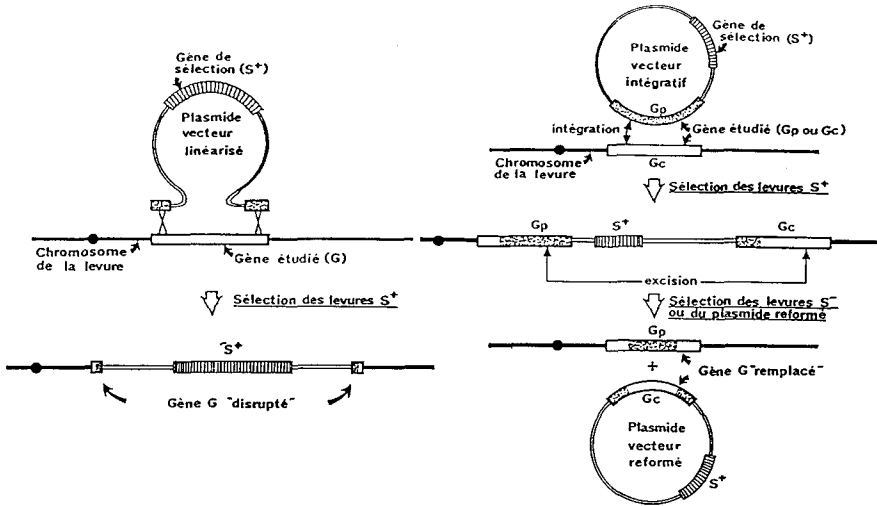 Gène de
sélection (S+)
Plasmide
vecteur
linéarisé
Chromosome
de la levure
Gène étudié (G)
Sélection des levures S+
S+
Gène G "disrupté"
Gène de
sélection (S+)
Plasmide
vecteur
intégratif
Gp
intégration
Gène étudié (Gp ou Gc)
Chromosome
de la levure
Gc
Sélection des levures S+
Gp
S+
Gc
excision
Sélection des levures S-
ou du plasmide reformé
Gp
+
Gène G "remplacé"
Gc
Plasmide
vecteur
reformé
S+